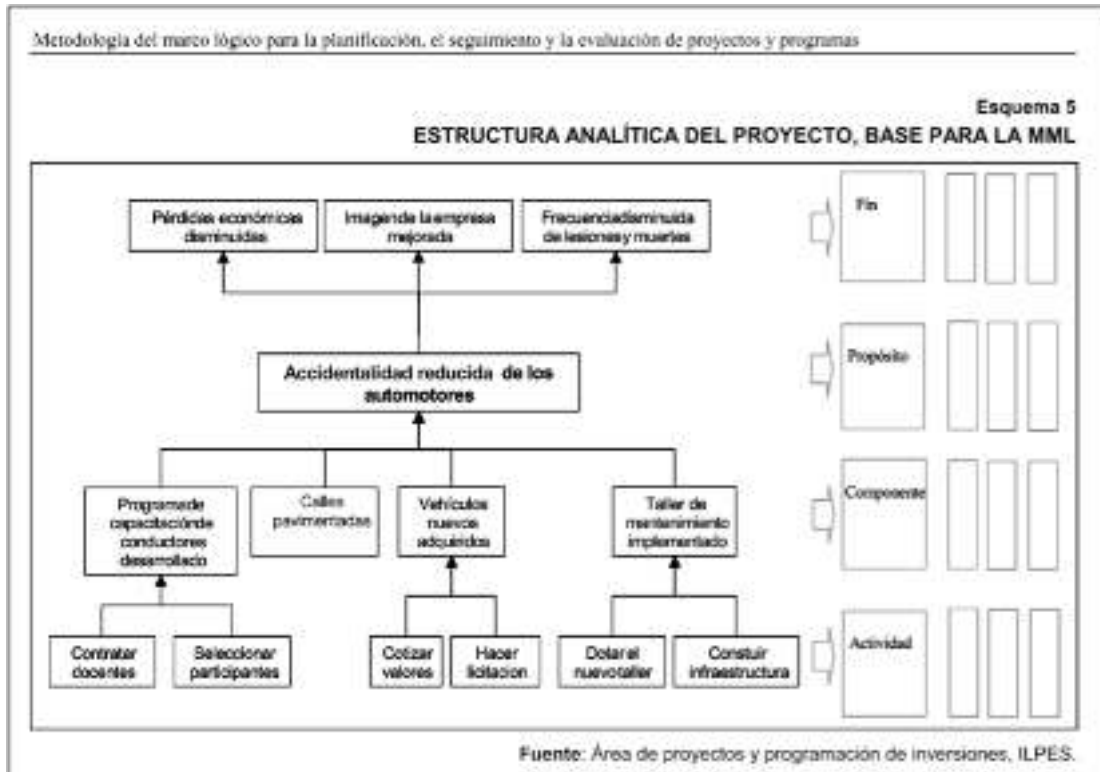 Metodología del marco lógico para la planificación, el seguimiento y la evaluación de proyectos y programas
Esquema 5
ESTRUCTURA ANALÍTICA DEL PROYECTO, BASE PARA LA MML
Pérdidas económicas
disminuidas
Imagende la empresa
mejorada
Frecuenciadisminuida
de lesiones y muertes
Fin
Accidentalidad reducida de los
automotores
Propósito
Programade
capacitaciónde
conductores
desarrollado
Calles
pavimentadas
Vehículos
nuevos
adquiridos
Taller de
mantenimiento
implementado
Componente
Contratar
docentes
Seleccionar
participantes
Cotizar
valores
Hacer
licitacion
Dotar el
nuevotaller
Constuir
infraestructura
Actividad
Fuente: Área de proyectos y programación de inversiones, ILPES.